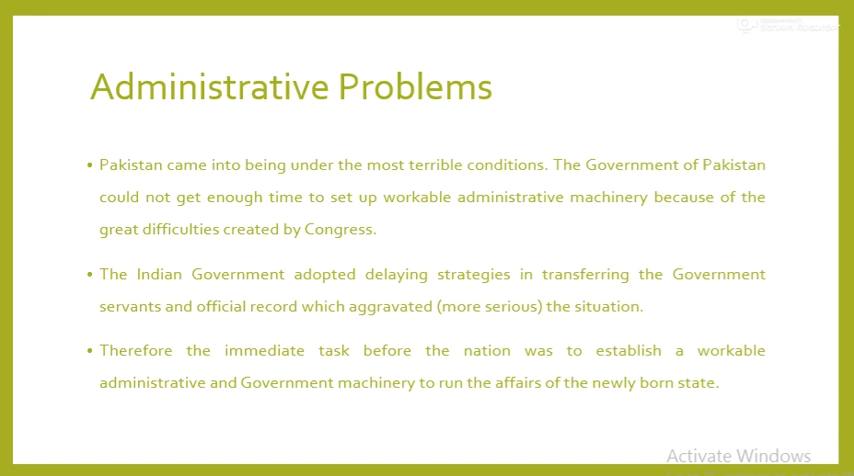 Administrative Problems
• Pakistan came into being under the most terrible conditions. The Government of Pakistan
could not get enough time to set up workable administrative machinery because of the
great difficulties created by Congress.
• The Indian Government adopted delaying strategies in transferring the Government
servants and official record which aggravated (more serious) the situation.
• Therefore the immediate task before the nation was to establish a workable
administrative and Government machinery to run the affairs of the newly born state.
Activate Windows